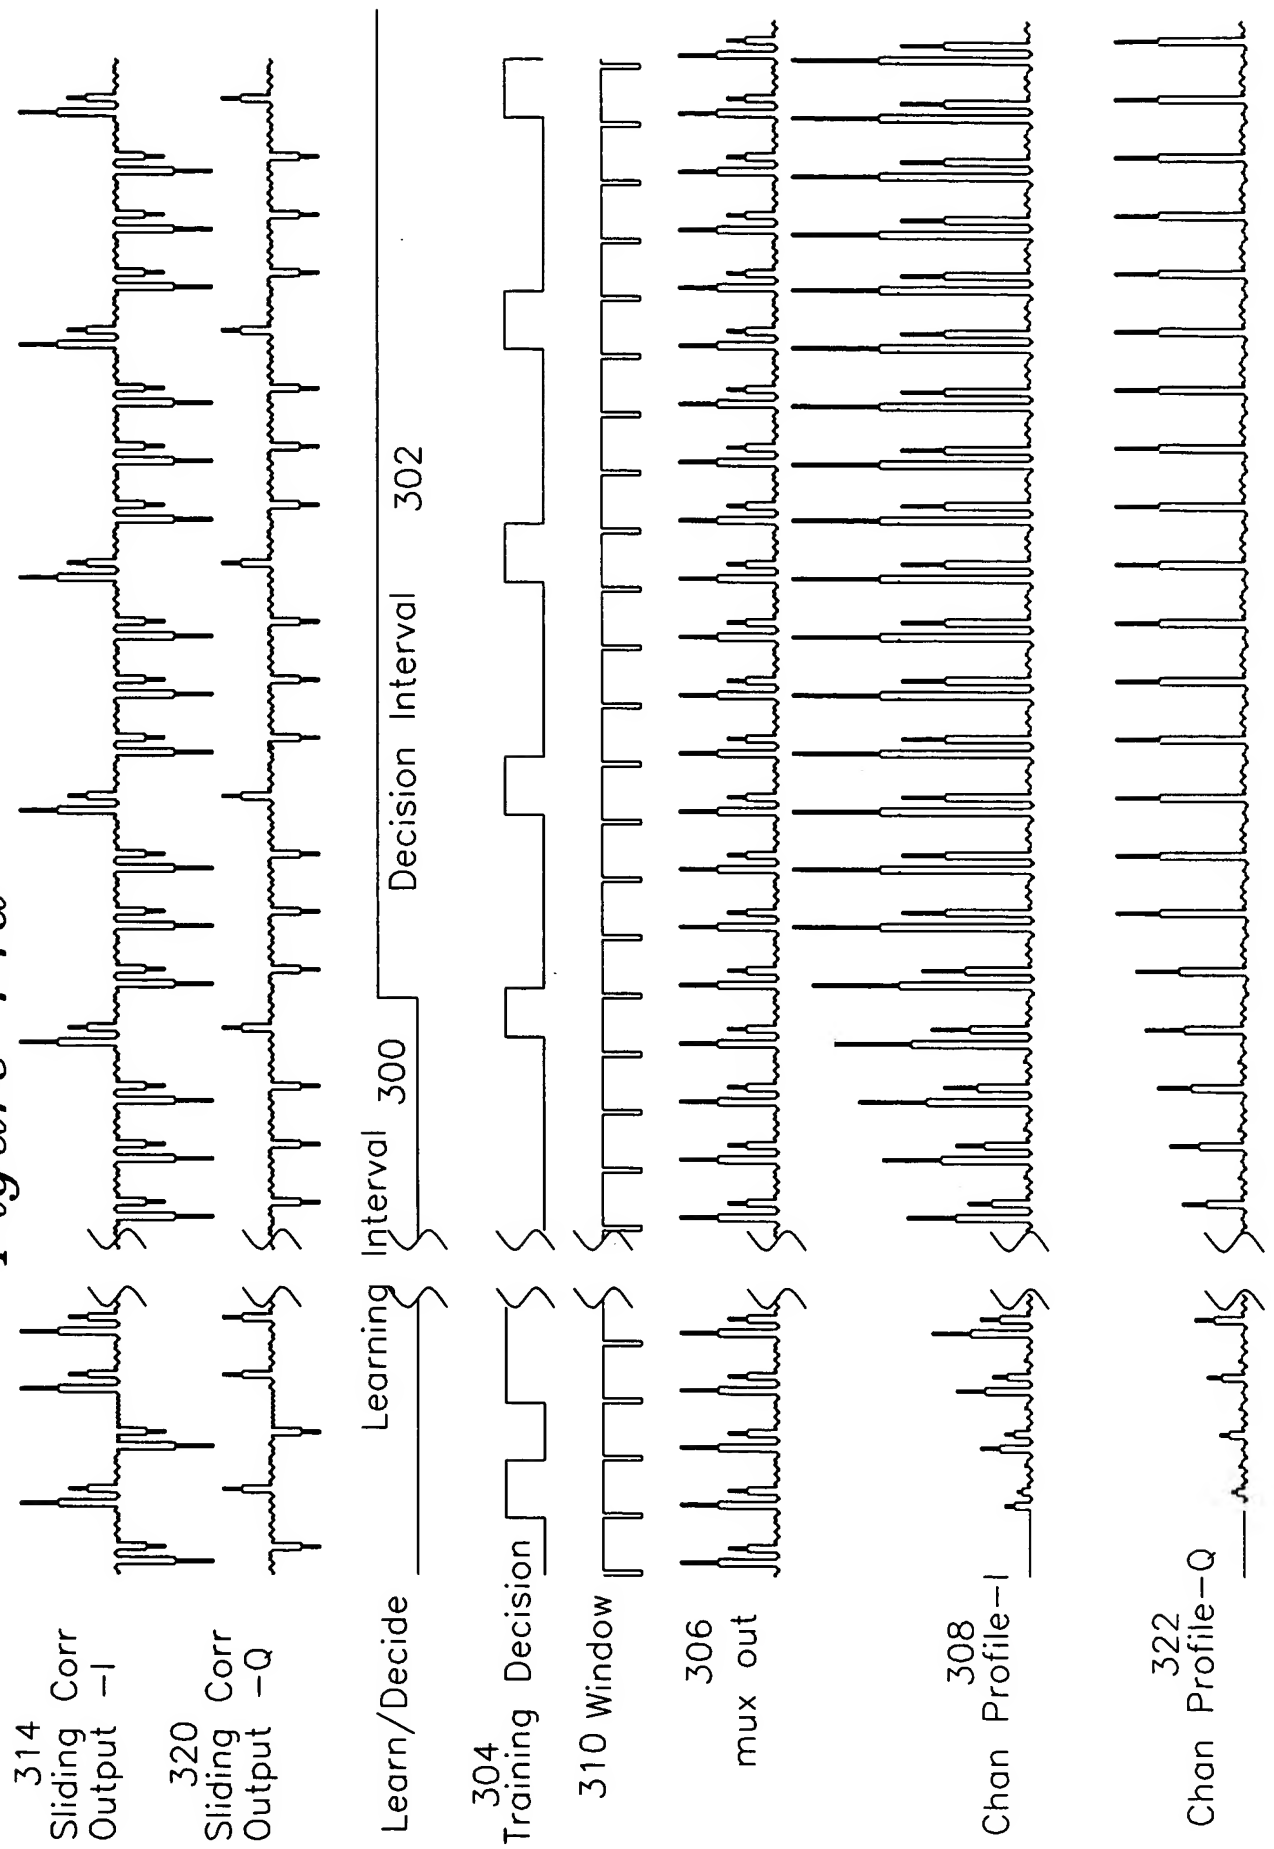 314
Sliding Corr
Output -I
320
Sliding Corr
Output -Q
Learn/Decide
Learning Interval 300
Decision Interval 302
304
Training Decision
310 Window
306
mux out
308
Chan Profile-I
322
Chan Profile-Q